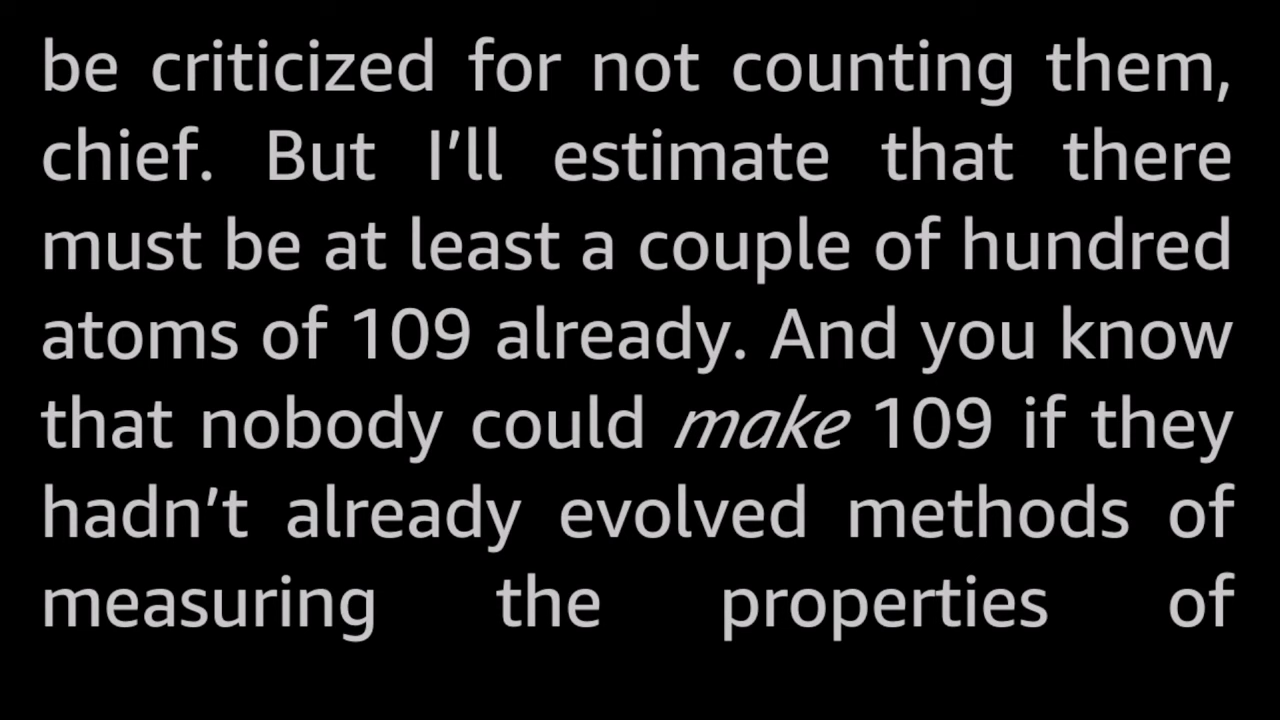 be criticized for not counting them,
chief. But I’ll estimate that there
must be at least a couple of hundred
atoms of 109 already. And you know
that nobody could make 109 if they
hadn’t already evolved methods of
measuring the properties of